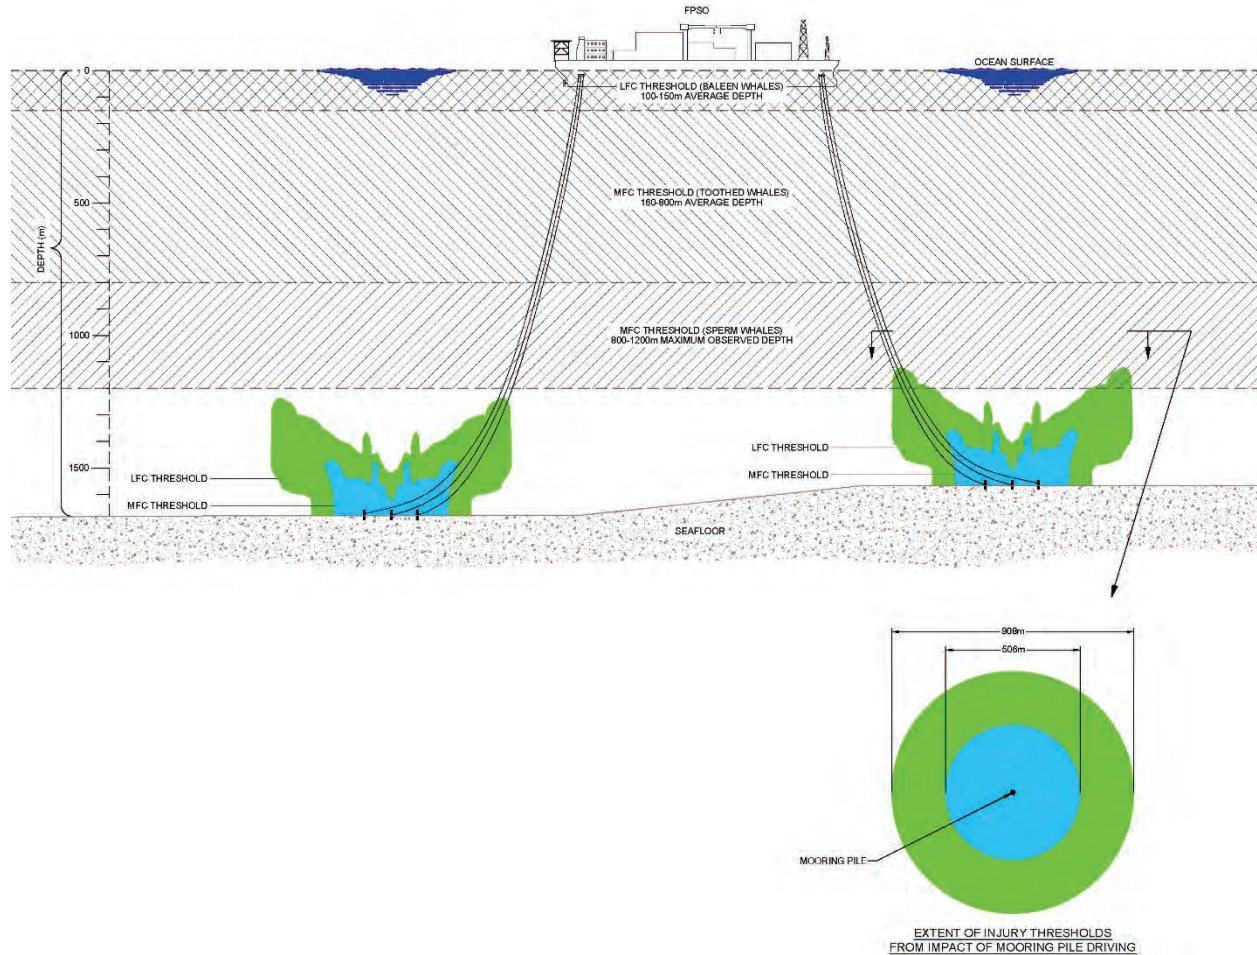 FPSO
OCEAN SURFACE
0
LFC THRESHOLD (BALEEN WHALES)
100-150m AVERAGE DEPTH
MFC THRESHOLD (TOOTHED WHALES)
160-800m AVERAGE DEPTH
500
DEPTH (m)
MFC THRESHOLD (SPERM WHALES)
800-1200m MAXIMUM OBSERVED DEPTH
1000
LFC THRESHOLD
MFC THRESHOLD
1500
LFC THRESHOLD
MFC THRESHOLD
SEAFLOOR
908m
506m
MOORING PILE
EXTENT OF INJURY THRESHOLDS
FROM IMPACT OF MOORING PILE DRIVING